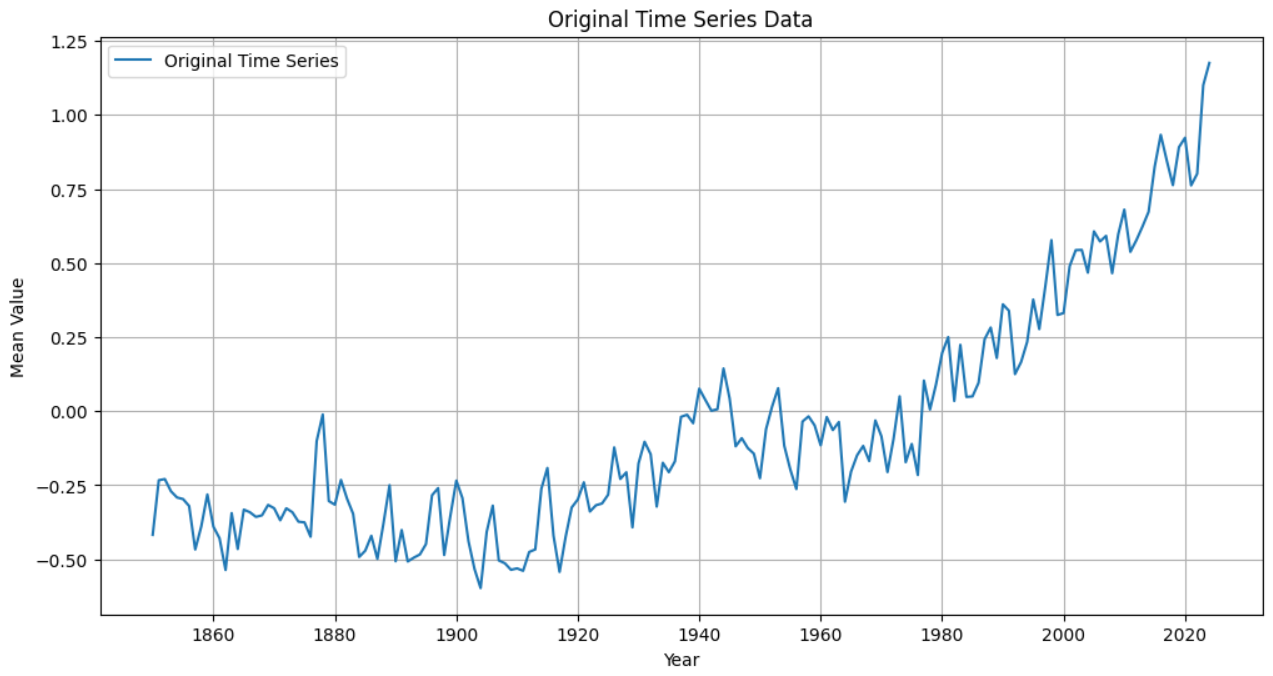 Original Time Series Data
Original Time Series
1.25
1.00
0.75
0.50
0.25
0.00
−0.25
−0.50
Mean Value
1860 1880 1900 1920 1940 1960 1980 2000 2020
Year